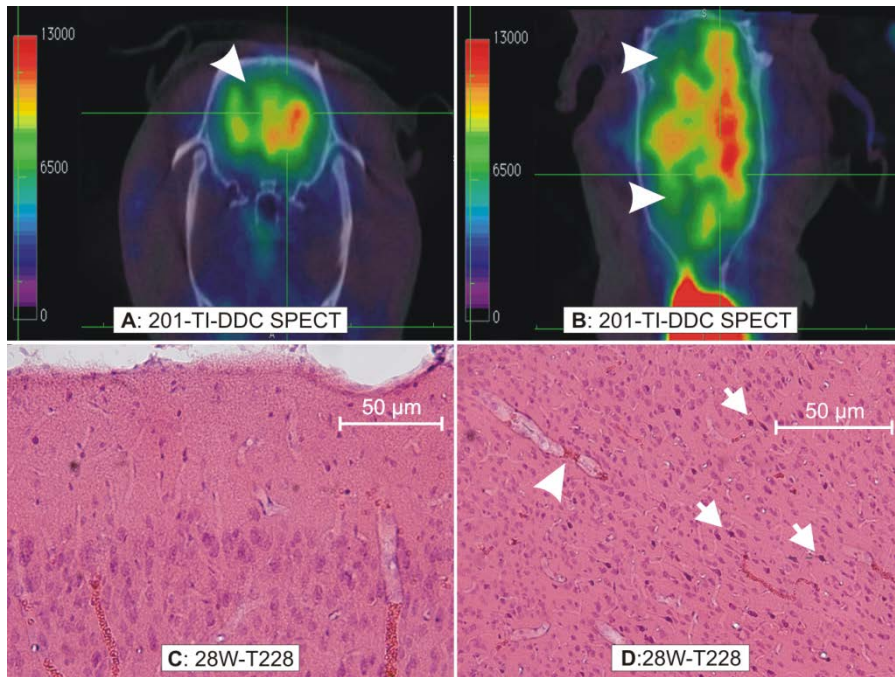 13000
6500
0
A
A: 201-TI-DDC SPECT
S
13000
6500
0
B: 201-TI-DDC SPECT
50 µm
C: 28W-T228
50 µm
D:28W-T228